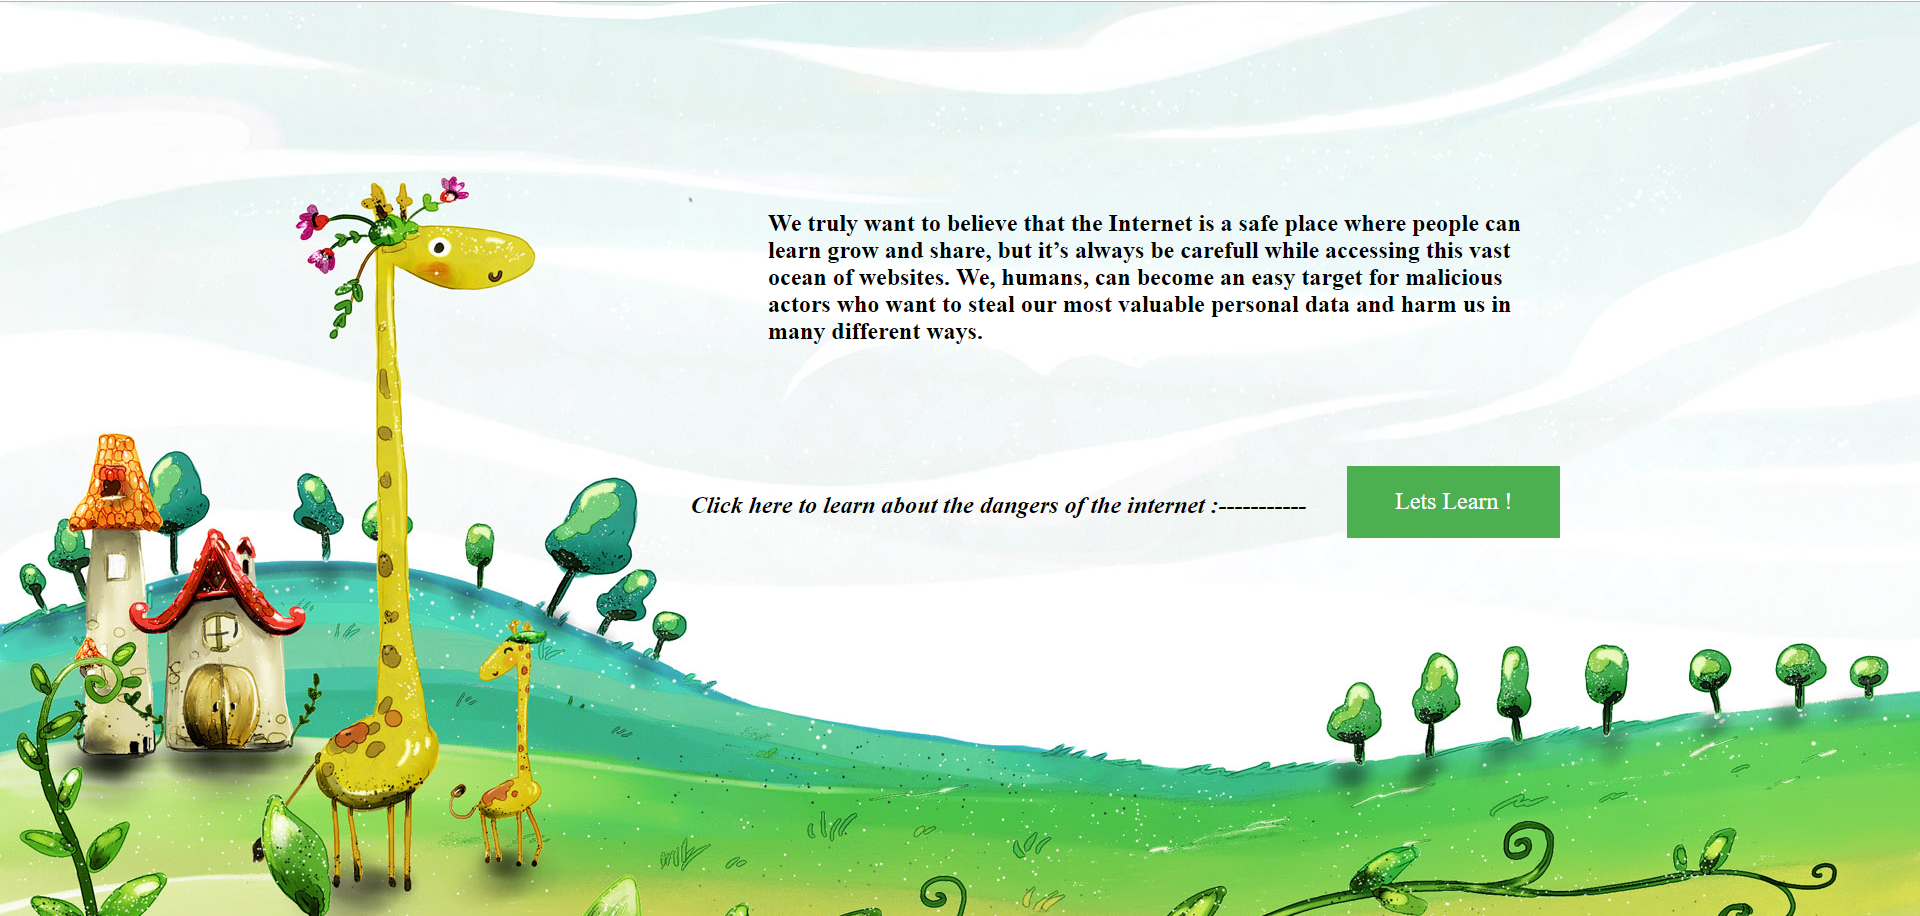 We truly want to believe that the Internet is a safe place where people can
learn grow and share, but it’s always be carefull while accessing this vast
ocean of websites. We, humans, can become an easy target for malicious
actors who want to steal our most valuable personal data and harm us in
many different ways.
Click here to learn about the dangers of the internet :-----------
Lets Learn !